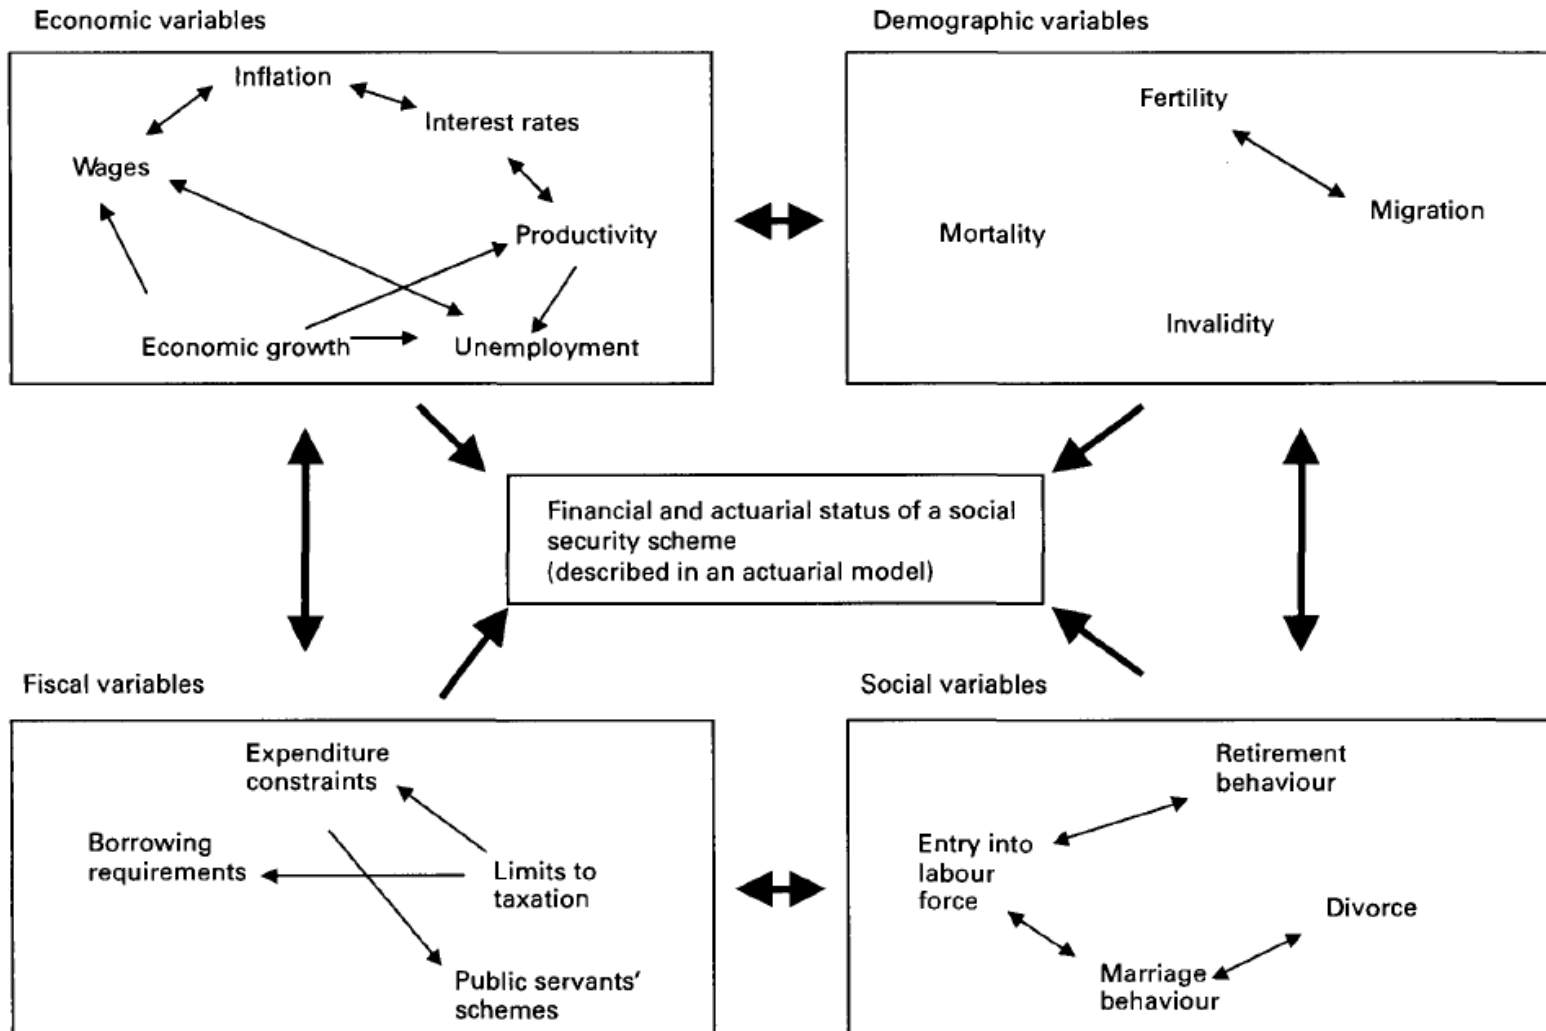 Economic variables
Demographic variables
Inflation
Interest rates
Wages
Productivity
Economic growth
Unemployment
Fertility
Migration
Mortality
Invalidity
Financial and actuarial status of a social
security scheme
(described in an actuarial model)
Fiscal variables
Social variables
Expenditure
constraints
Borrowing
requirements
Limits to
taxation
Public servants'
schemes
Retirement
behaviour
Entry into
labour
force
Divorce
Marriage
behaviour